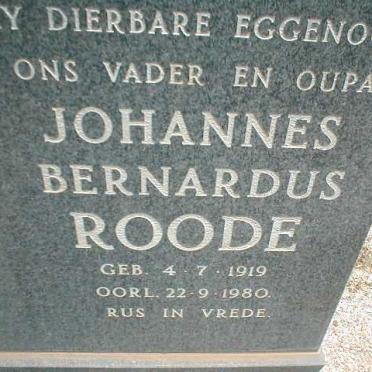 DIERBARE
ONS VADER EN OUPA
JOHANNES
BERNARDUS
ROODE
GEB. 4·7·1919
OORL. 22·9·1980.
RUS IN VREDE.